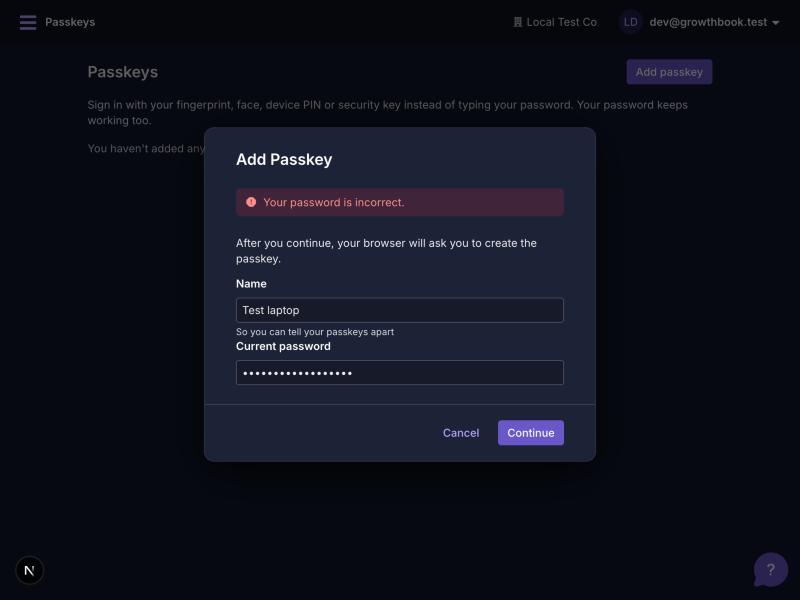 Passkeys
Local Test Co
LD
dev@growthbook.test
Passkeys
Add passkey
Sign in with your fingerprint, face, device PIN or security key instead of typing your password. Your password keeps
working too.
You haven't added any
Add Passkey
Your password is incorrect.
After you continue, your browser will ask you to create the
passkey.
Name
Test laptop
So you can tell your passkeys apart
Current password
••••••••••••••••••
Cancel
Continue
N
?